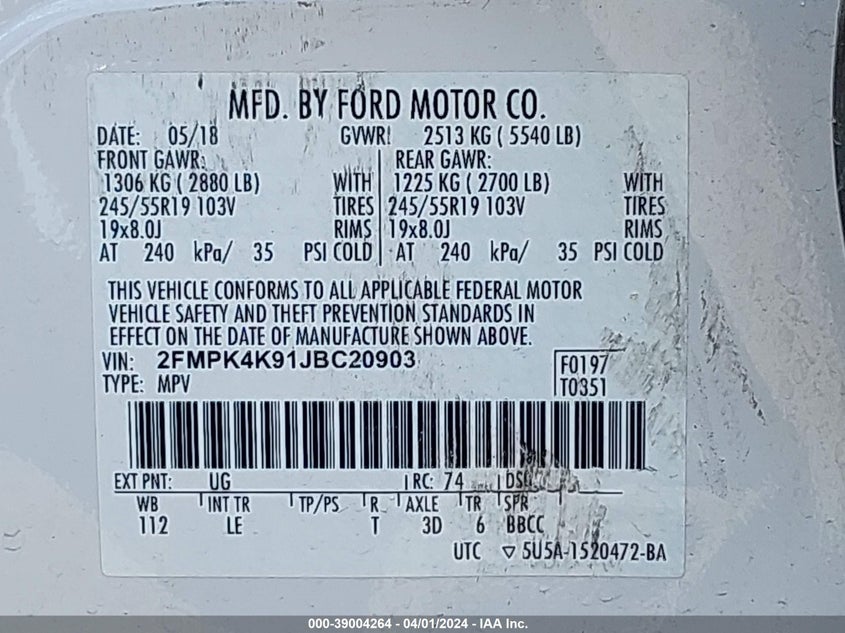 MFD. BY FORD MOTOR CO.
DATE: 05/18 GVWR: 2513 KG ( 5540 LB)
FRONT GAWR: REAR GAWR:
1306 KG ( 2880 LB) WITH 1225 KG ( 2700 LB) WITH
245/55R19 103V TIRES 245/55R19 103V TIRES
19x8.0J RIMS 19x8.0J RIMS
AT 240 kPa/ 35 PSI COLD AT 240 kPa/ 35 PSI COLD
THIS VEHICLE CONFORMS TO ALL APPLICABLE FEDERAL MOTOR
VEHICLE SAFETY AND THEFT PREVENTION STANDARDS IN
EFFECT ON THE DATE OF MANUFACTURE SHOWN ABOVE.
VIN: 2FMPK4K91JBC20903 F0197
TYPE: MPV T0351
EXT PNT: UG RC: 74 DSO:
WB INT TR TP/PS R AXLE TR SPR
112 LE T 3D 6 BBCC
UTC ▽ 5U5A-1520472-BA
000-39004264 - 04/01/2024 - IAA Inc.